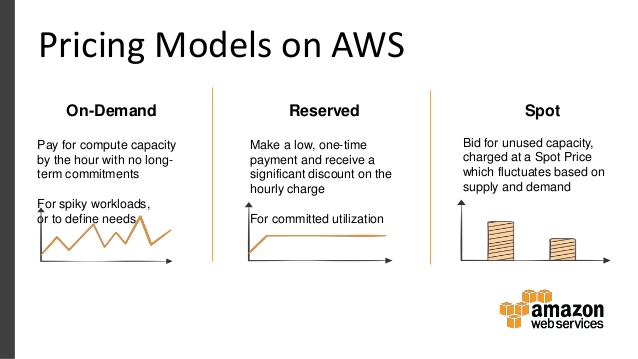 Pricing Models on AWS
On-Demand
Pay for compute capacity
by the hour with no long-
term commitments
For spiky workloads,
or to define needs
Reserved
Make a low, one-time
payment and receive a
significant discount on the
hourly charge
For committed utilization
Spot
Bid for unused capacity,
charged at a Spot Price
which fluctuates based on
supply and demand
amazon
webservices